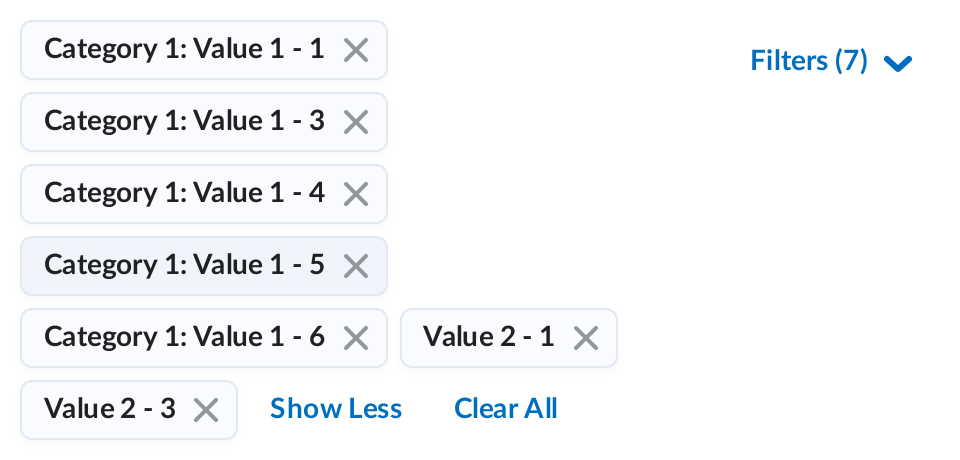 Category 1: Value 1 - 1
Filters (7)
Category 1: Value 1 - 3
Category 1: Value 1 - 4
Category 1: Value 1 - 5
Category 1: Value 1 - 6 Value 2 - 1
Value 2 - 3 Show Less Clear All